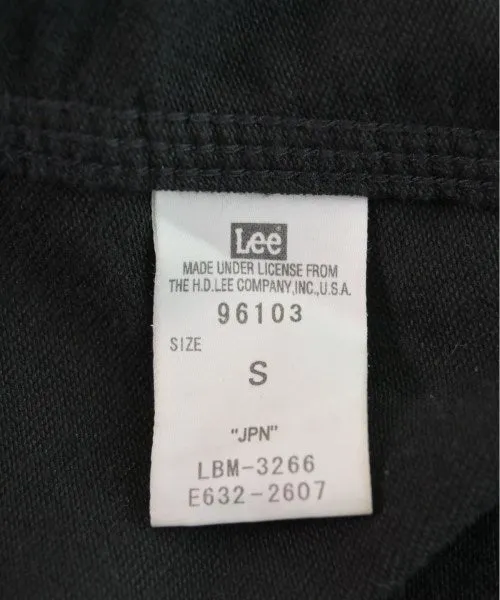 Lee
MADE UNDER LICENSE FROM
THE H.D.LEE COMPANY,INC.,U.S.A.
96103
SIZE
S
"JPN"
LBM-3266
E632-2607